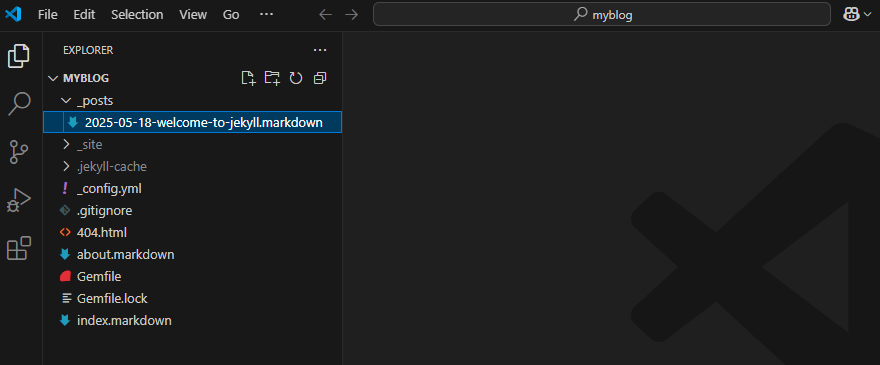 File Edit Selection View Go ··· myblog
EXPLORER ···
MYBLOG
_posts
2025-05-18-welcome-to-jekyll.markdown
_site
.jekyll-cache
! _config.yml
.gitignore
<> 404.html
about.markdown
Gemfile
Gemfile.lock
index.markdown